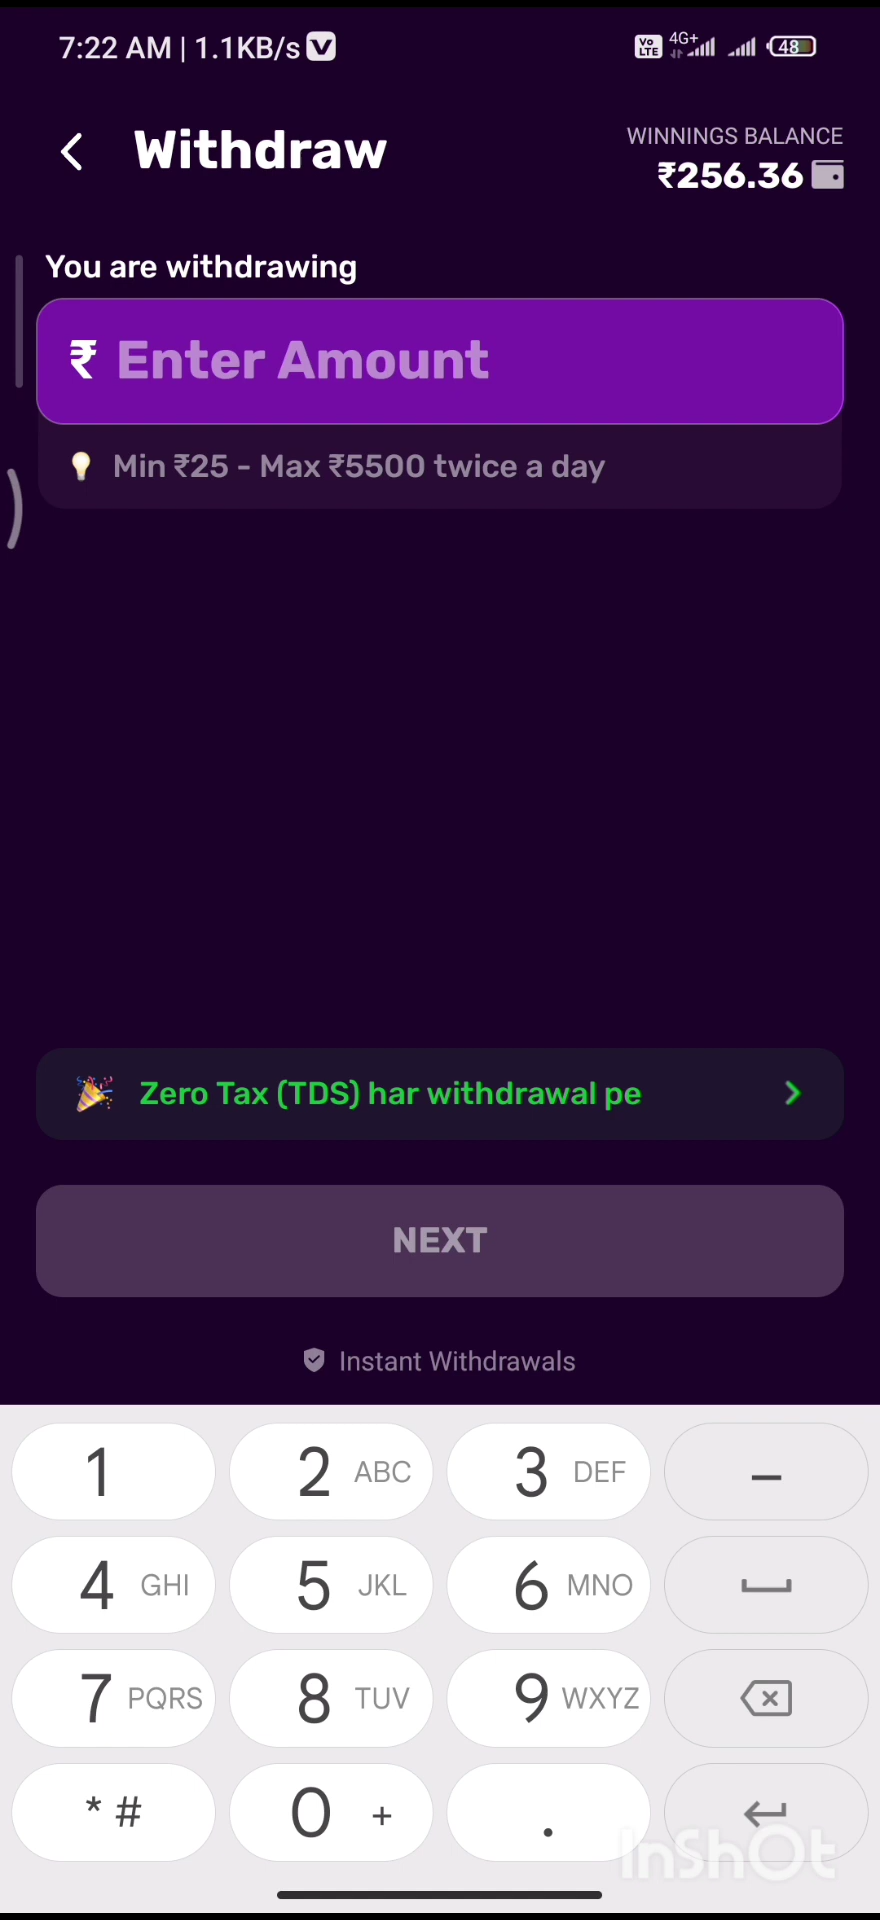 7:22 AM | 1.1KB/s V
Vo LTE 4G+ 48
Withdraw
WINNINGS BALANCE
₹256.36
You are withdrawing
₹ Enter Amount
Min ₹25 - Max ₹5500 twice a day
Zero Tax (TDS) har withdrawal pe
NEXT
Instant Withdrawals
1 2 ABC 3 DEF –
4 GHI 5 JKL 6 MNO
7 PQRS 8 TUV 9 WXYZ
* # 0 + .
InShOt